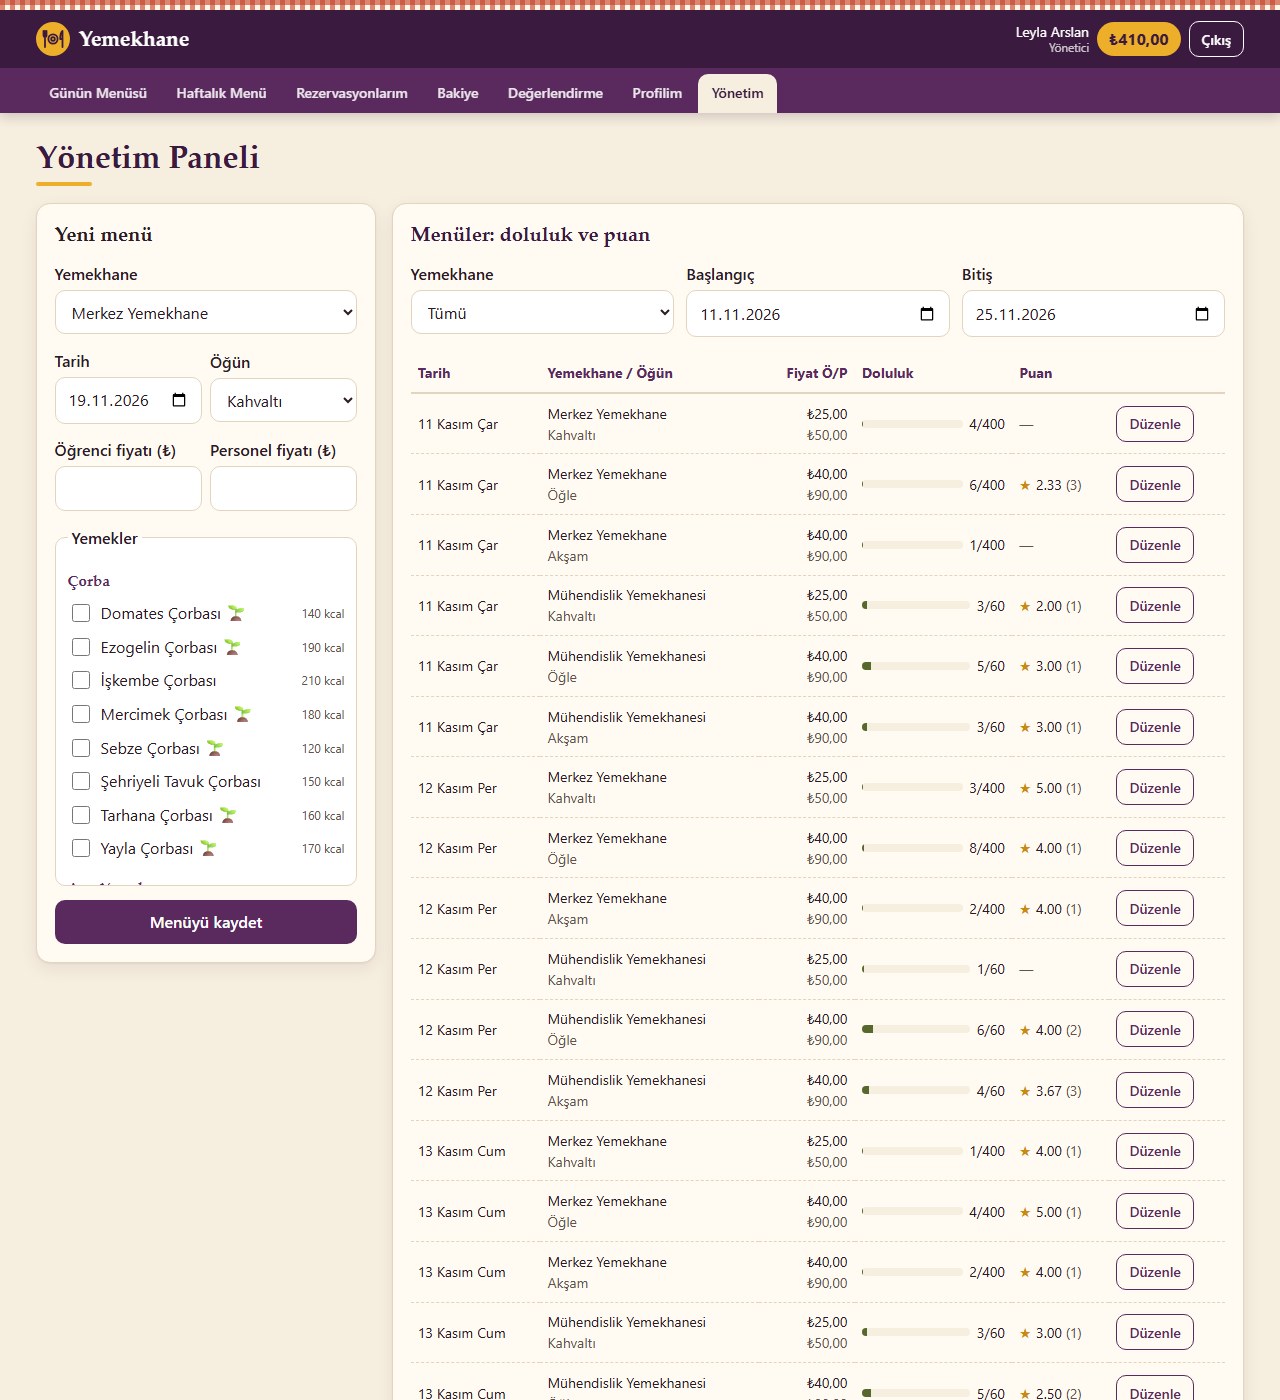 Yemekhane
Leyla Arslan
Yönetici
₺410,00
Çıkış
Günün Menüsü
Haftalık Menü
Rezervasyonlarım
Bakiye
Değerlendirme
Profilim
Yönetim
Yönetim Paneli
Yeni menü
Yemekhane
Merkez Yemekhane
Tarih
Öğün
19.11.2026
Kahvaltı
Öğrenci fiyatı (₺)
Personel fiyatı (₺)
Yemekler
Çorba
Domates Çorbası 🌱 140 kcal
Ezogelin Çorbası 🌱 190 kcal
İşkembe Çorbası 210 kcal
Mercimek Çorbası 🌱 180 kcal
Sebze Çorbası 🌱 120 kcal
Şehriyeli Tavuk Çorbası 150 kcal
Tarhana Çorbası 🌱 160 kcal
Yayla Çorbası 🌱 170 kcal
Menüyü kaydet
Menüler: doluluk ve puan
Yemekhane
Başlangıç
Bitiş
Tümü
11.11.2026
25.11.2026
Tarih Yemekhane / Öğün Fiyat Ö/P Doluluk Puan
11 Kasım Çar Merkez Yemekhane ₺25,00 4/400 — Düzenle
Kahvaltı ₺50,00
11 Kasım Çar Merkez Yemekhane ₺40,00 6/400 ★ 2.33 (3) Düzenle
Öğle ₺90,00
11 Kasım Çar Merkez Yemekhane ₺40,00 1/400 — Düzenle
Akşam ₺90,00
11 Kasım Çar Mühendislik Yemekhanesi ₺25,00 3/60 ★ 2.00 (1) Düzenle
Kahvaltı ₺50,00
11 Kasım Çar Mühendislik Yemekhanesi ₺40,00 5/60 ★ 3.00 (1) Düzenle
Öğle ₺90,00
11 Kasım Çar Mühendislik Yemekhanesi ₺40,00 3/60 ★ 3.00 (1) Düzenle
Akşam ₺90,00
12 Kasım Per Merkez Yemekhane ₺25,00 3/400 ★ 5.00 (1) Düzenle
Kahvaltı ₺50,00
12 Kasım Per Merkez Yemekhane ₺40,00 8/400 ★ 4.00 (1) Düzenle
Öğle ₺90,00
12 Kasım Per Merkez Yemekhane ₺40,00 2/400 ★ 4.00 (1) Düzenle
Akşam ₺90,00
12 Kasım Per Mühendislik Yemekhanesi ₺25,00 1/60 — Düzenle
Kahvaltı ₺50,00
12 Kasım Per Mühendislik Yemekhanesi ₺40,00 6/60 ★ 4.00 (2) Düzenle
Öğle ₺90,00
12 Kasım Per Mühendislik Yemekhanesi ₺40,00 4/60 ★ 3.67 (3) Düzenle
Akşam ₺90,00
13 Kasım Cum Merkez Yemekhane ₺25,00 1/400 ★ 4.00 (1) Düzenle
Kahvaltı ₺50,00
13 Kasım Cum Merkez Yemekhane ₺40,00 4/400 ★ 5.00 (1) Düzenle
Öğle ₺90,00
13 Kasım Cum Merkez Yemekhane ₺40,00 2/400 ★ 4.00 (1) Düzenle
Akşam ₺90,00
13 Kasım Cum Mühendislik Yemekhanesi ₺25,00 3/60 ★ 3.00 (1) Düzenle
Kahvaltı ₺50,00
13 Kasım Cum Mühendislik Yemekhanesi ₺40,00 5/60 ★ 2.50 (2) Düzenle